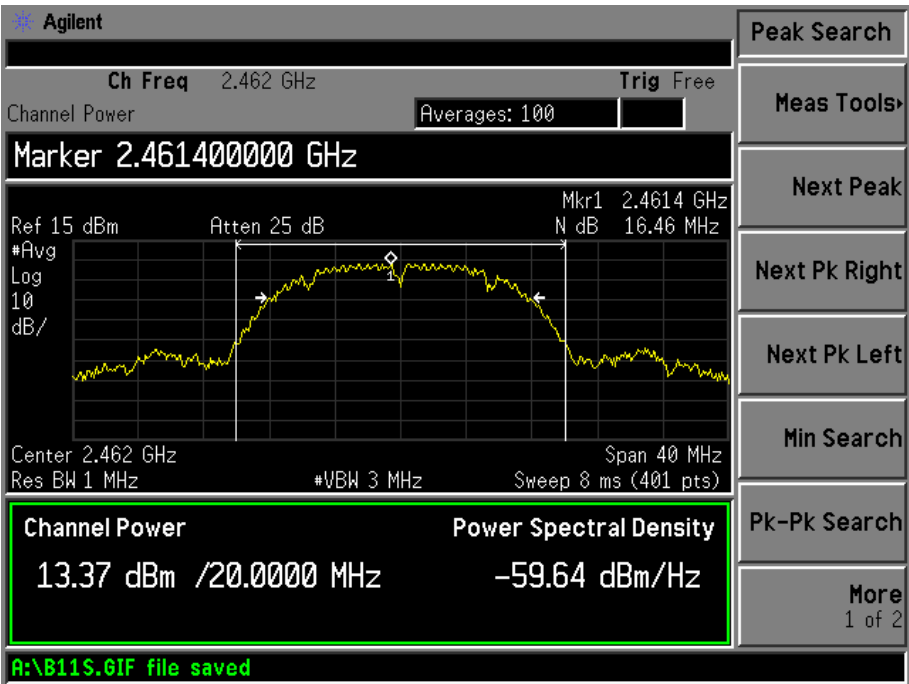 Agilent
Peak Search
Ch Freq 2.462 GHz Trig Free
Channel Power Averages: 100
Meas Tools
Marker 2.461400000 GHz
Next Peak
Mkr1 2.4614 GHz
Ref 15 dBm Atten 25 dB N dB 16.46 MHz
#Avg
Log
10
dB/
1
Next Pk Right
Next Pk Left
Min Search
Center 2.462 GHz Span 40 MHz
Res BW 1 MHz #VBW 3 MHz Sweep 8 ms (401 pts)
Channel Power Power Spectral Density
Pk-Pk Search
13.37 dBm /20.0000 MHz -59.64 dBm/Hz
More
1 of 2
A:\B11S.GIF file saved